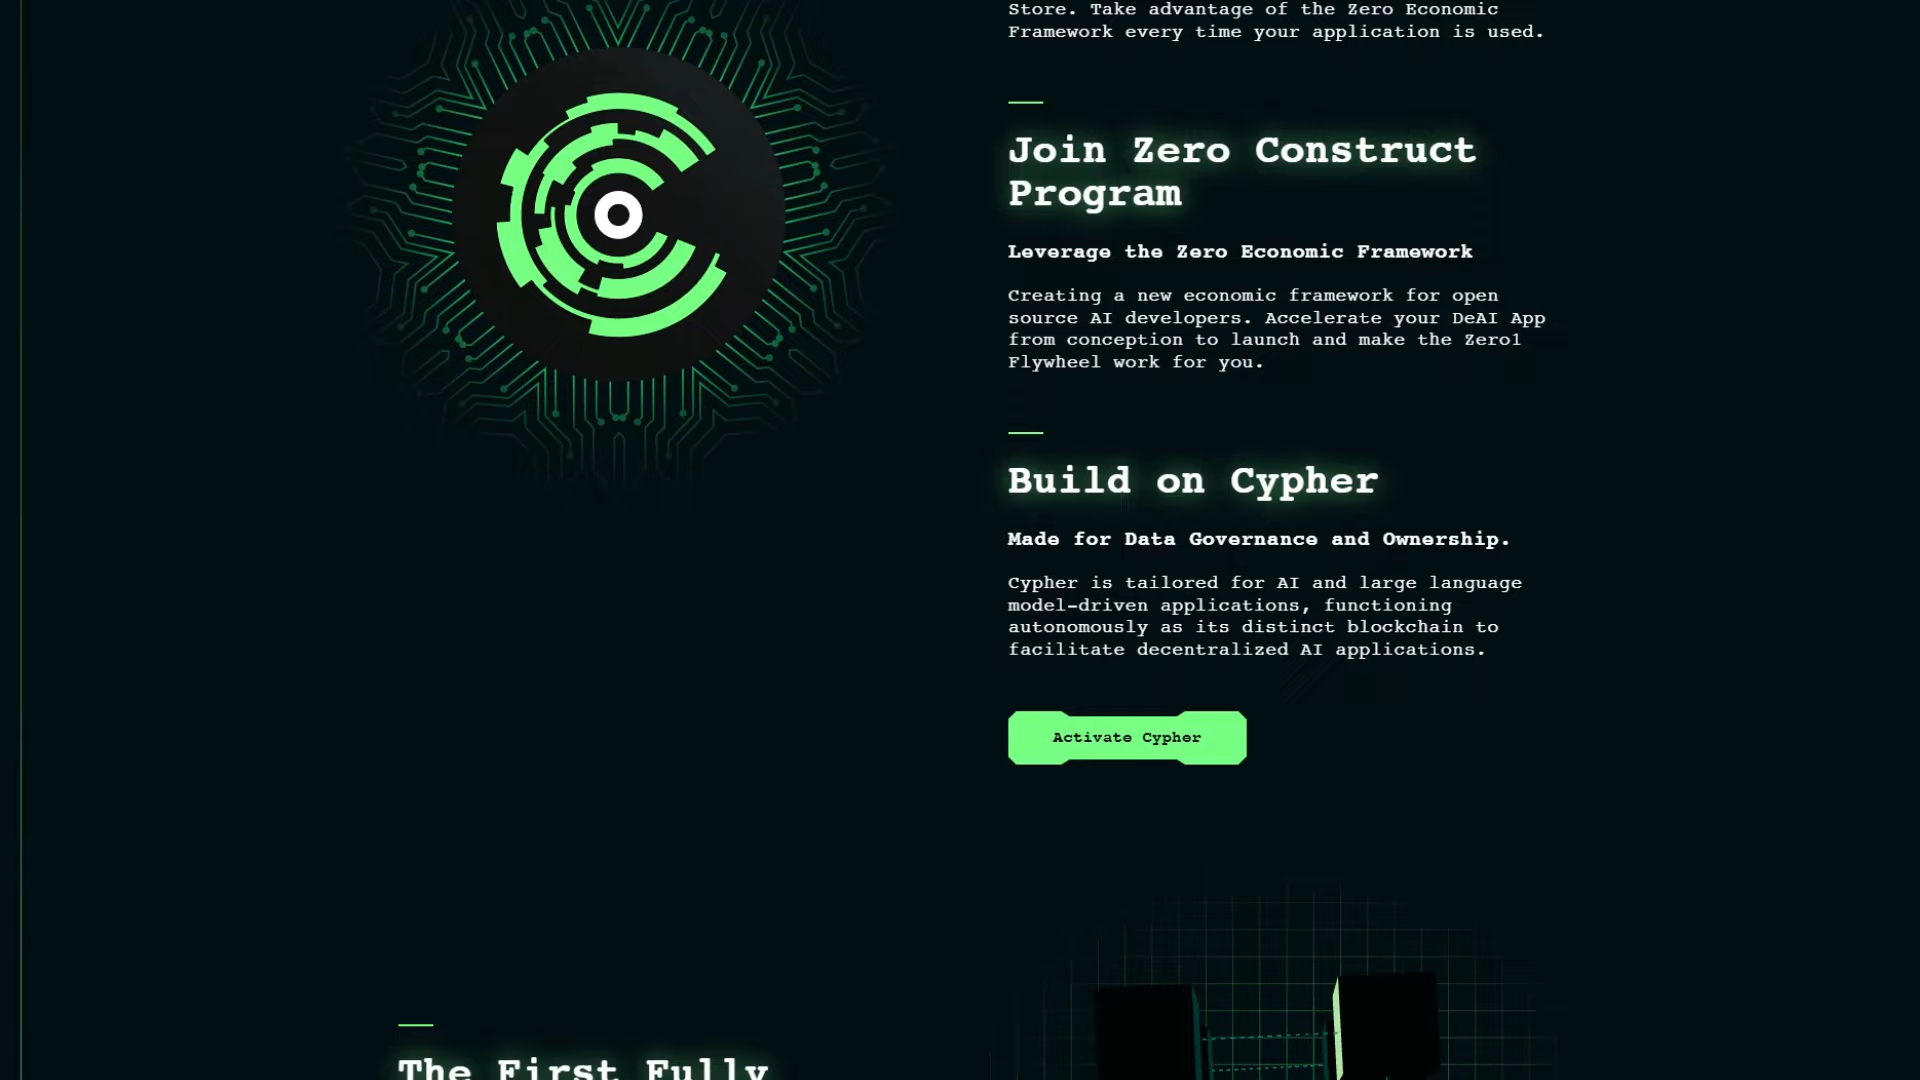 Store. Take advantage of the Zero Economic
Framework every time your application is used.
Join Zero Construct
Program
Leverage the Zero Economic Framework
Creating a new economic framework for open
source AI developers. Accelerate your DeAI App
from conception to launch and make the Zero1
Flywheel work for you.
Build on Cypher
Made for Data Governance and Ownership.
Cypher is tailored for AI and large language
model-driven applications, functioning
autonomously as its distinct blockchain to
facilitate decentralized AI applications.
Activate Cypher
The First Fully